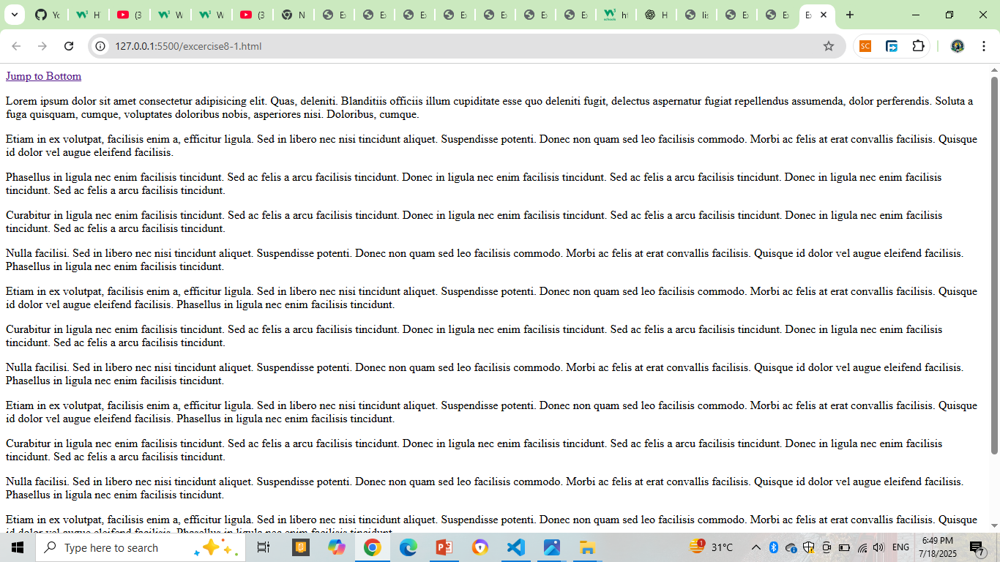 Yc
H
(3
W
W
(3
N
E
E
E
E
E
E
E
ht
H
lis
E
E
E
127.0.0.1:5500/excercise8-1.html
SC
Jump to Bottom
Lorem ipsum dolor sit amet consectetur adipisicing elit. Quas, deleniti. Blanditiis officiis illum cupiditate esse quo deleniti fugit, delectus aspernatur fugiat repellendus assumenda, dolor perferendis. Soluta a
fuga quisquam, cumque, voluptates doloribus nobis, asperiores nisi. Doloribus, cumque.
Etiam in ex volutpat, facilisis enim a, efficitur ligula. Sed in libero nec nisi tincidunt aliquet. Suspendisse potenti. Donec non quam sed leo facilisis commodo. Morbi ac felis at erat convallis facilisis. Quisque
id dolor vel augue eleifend facilisis.
Phasellus in ligula nec enim facilisis tincidunt. Sed ac felis a arcu facilisis tincidunt. Donec in ligula nec enim facilisis tincidunt. Sed ac felis a arcu facilisis tincidunt. Donec in ligula nec enim facilisis
tincidunt. Sed ac felis a arcu facilisis tincidunt.
Curabitur in ligula nec enim facilisis tincidunt. Sed ac felis a arcu facilisis tincidunt. Donec in ligula nec enim facilisis tincidunt. Sed ac felis a arcu facilisis tincidunt. Donec in ligula nec enim facilisis
tincidunt. Sed ac felis a arcu facilisis tincidunt.
Nulla facilisi. Sed in libero nec nisi tincidunt aliquet. Suspendisse potenti. Donec non quam sed leo facilisis commodo. Morbi ac felis at erat convallis facilisis. Quisque id dolor vel augue eleifend facilisis.
Phasellus in ligula nec enim facilisis tincidunt.
Etiam in ex volutpat, facilisis enim a, efficitur ligula. Sed in libero nec nisi tincidunt aliquet. Suspendisse potenti. Donec non quam sed leo facilisis commodo. Morbi ac felis at erat convallis facilisis. Quisque
id dolor vel augue eleifend facilisis. Phasellus in ligula nec enim facilisis tincidunt.
Curabitur in ligula nec enim facilisis tincidunt. Sed ac felis a arcu facilisis tincidunt. Donec in ligula nec enim facilisis tincidunt. Sed ac felis a arcu facilisis tincidunt. Donec in ligula nec enim facilisis
tincidunt. Sed ac felis a arcu facilisis tincidunt.
Nulla facilisi. Sed in libero nec nisi tincidunt aliquet. Suspendisse potenti. Donec non quam sed leo facilisis commodo. Morbi ac felis at erat convallis facilisis. Quisque id dolor vel augue eleifend facilisis.
Phasellus in ligula nec enim facilisis tincidunt.
Etiam in ex volutpat, facilisis enim a, efficitur ligula. Sed in libero nec nisi tincidunt aliquet. Suspendisse potenti. Donec non quam sed leo facilisis commodo. Morbi ac felis at erat convallis facilisis. Quisque
id dolor vel augue eleifend facilisis. Phasellus in ligula nec enim facilisis tincidunt.
Curabitur in ligula nec enim facilisis tincidunt. Sed ac felis a arcu facilisis tincidunt. Donec in ligula nec enim facilisis tincidunt. Sed ac felis a arcu facilisis tincidunt. Donec in ligula nec enim facilisis
tincidunt. Sed ac felis a arcu facilisis tincidunt.
Nulla facilisi. Sed in libero nec nisi tincidunt aliquet. Suspendisse potenti. Donec non quam sed leo facilisis commodo. Morbi ac felis at erat convallis facilisis. Quisque id dolor vel augue eleifend facilisis.
Phasellus in ligula nec enim facilisis tincidunt.
Etiam in ex volutpat, facilisis enim a, efficitur ligula. Sed in libero nec nisi tincidunt aliquet. Suspendisse potenti. Donec non quam sed leo facilisis commodo. Morbi ac felis at erat convallis facilisis. Quisque
id dolor vel augue eleifend facilisis. Phasellus in ligula nec enim facilisis tincidunt.
Type here to search
1
31°C
ENG
6:49 PM
7/18/2025
7